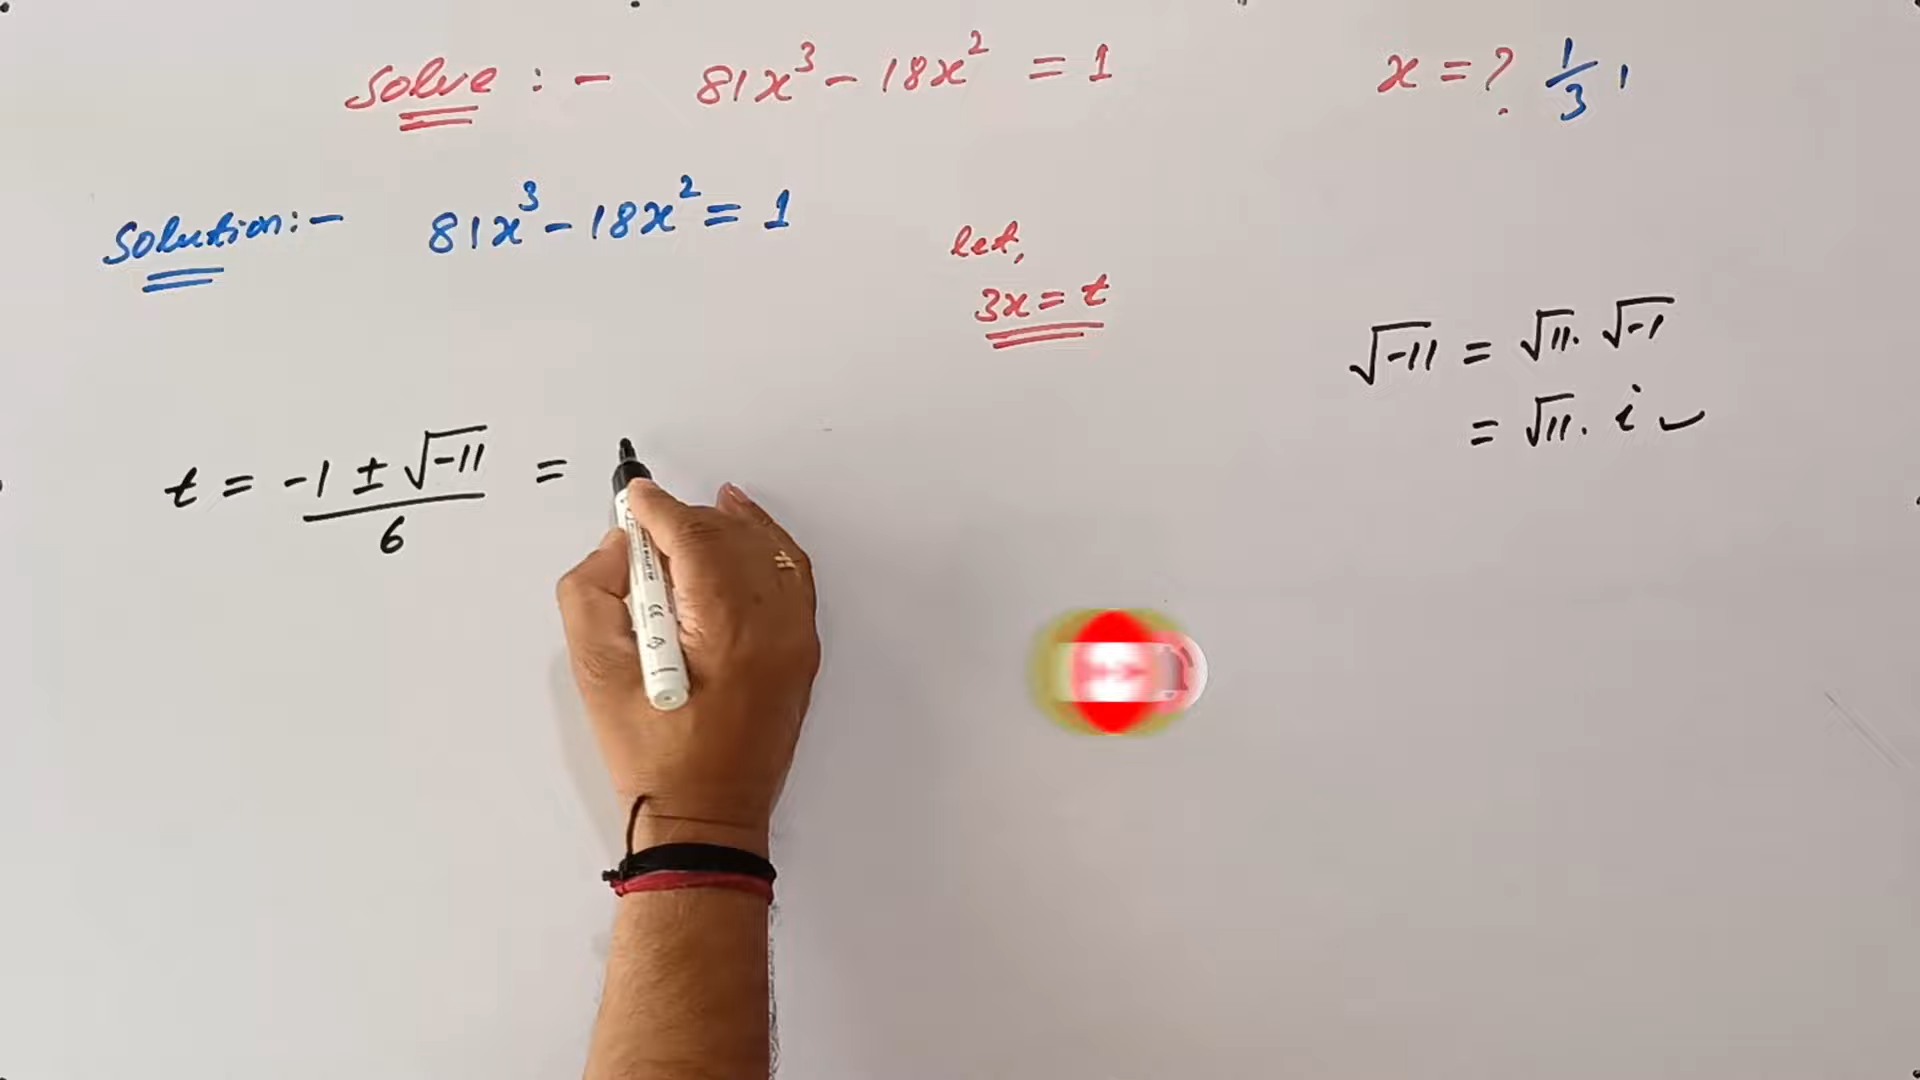 Solve :- 81x³ - 18x² = 1
x = ? 1/3 ,
Solution:- 81x³ - 18x² = 1
let,
3x = t
√-11 = √11. √-1
= √11. i
t = -1 ± √-11 / 6 =